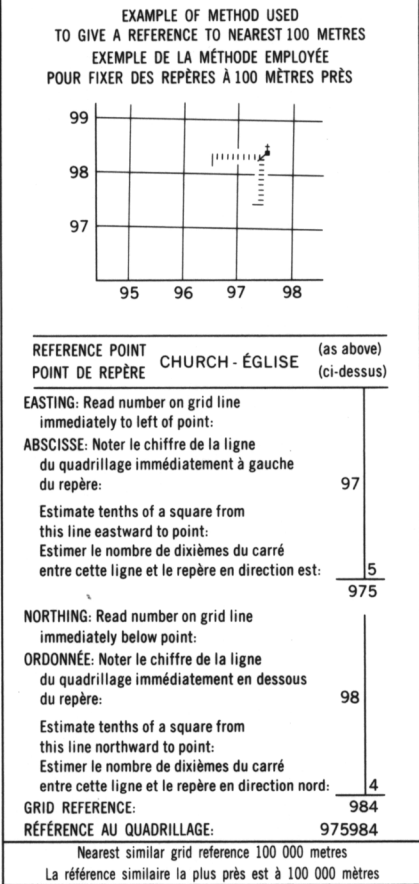 EXAMPLE OF METHOD USED
TO GIVE A REFERENCE TO NEAREST 100 METRES
EXEMPLE DE LA MÉTHODE EMPLOYÉE
POUR FIXER DES REPÈRES À 100 MÈTRES PRÈS
99
98
97
95 96 97 98
REFERENCE POINT
POINT DE REPÈRE
CHURCH - ÉGLISE
(as above)
(ci-dessus)
EASTING: Read number on grid line
immediately to left of point:
ABSCISSE: Noter le chiffre de la ligne
du quadrillage immédiatement à gauche
du repère: 97
Estimate tenths of a square from
this line eastward to point:
Estimer le nombre de dixièmes du carré
entre cette ligne et le repère en direction est: 5
975
NORTHING: Read number on grid line
immediately below point:
ORDONNÉE: Noter le chiffre de la ligne
du quadrillage immédiatement en dessous
du repère: 98
Estimate tenths of a square from
this line northward to point:
Estimer le nombre de dixièmes du carré
entre cette ligne et le repère en direction nord: 4
GRID REFERENCE: 984
RÉFÉRENCE AU QUADRILLAGE: 975984
Nearest similar grid reference 100 000 metres
La référence similaire la plus près est à 100 000 mètres